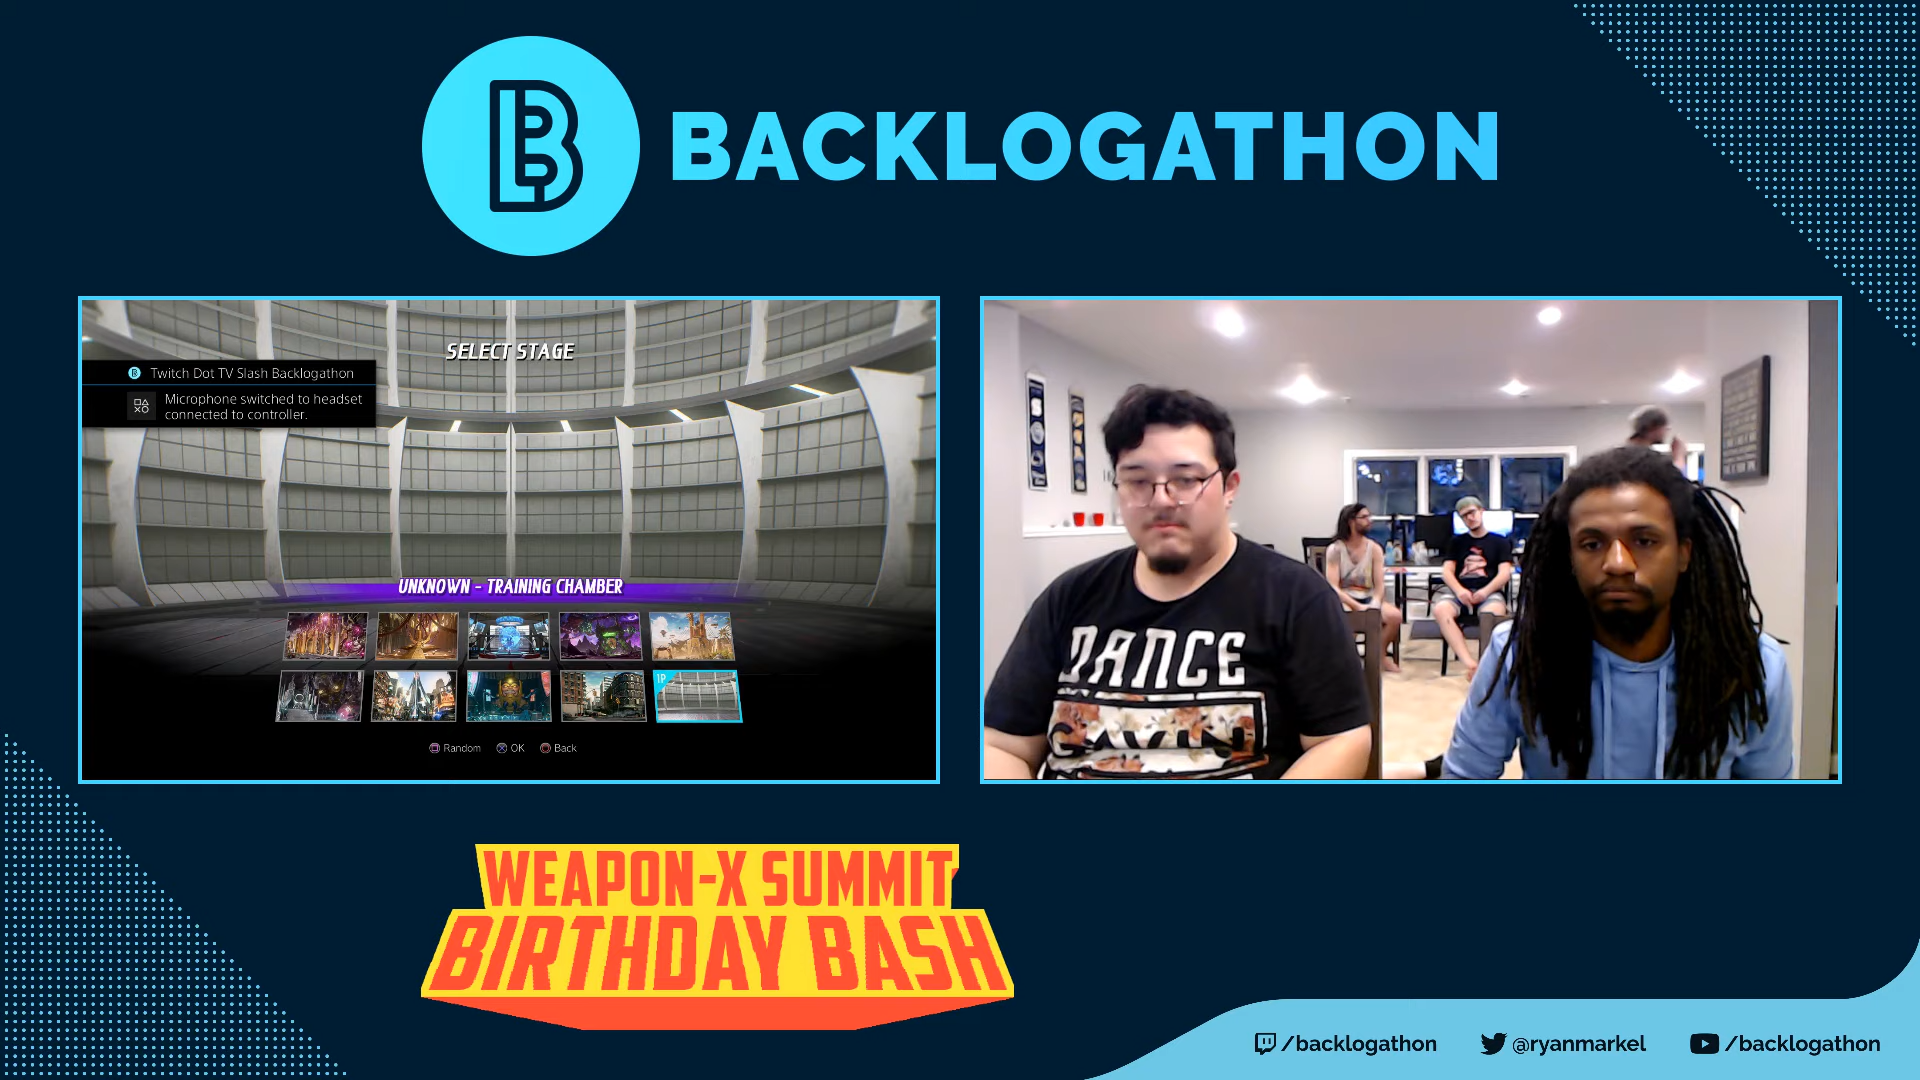 BACKLOGATHON
SELECT STAGE
Twitch Dot TV Slash Backlogathon
Microphone switched to headset
connected to controller.
UNKNOWN - TRAINING CHAMBER
1P
Random OK Back
DANCE
WEAPON-X SUMMIT
BIRTHDAY BASH
/backlogathon @ryanmarkel /backlogathon